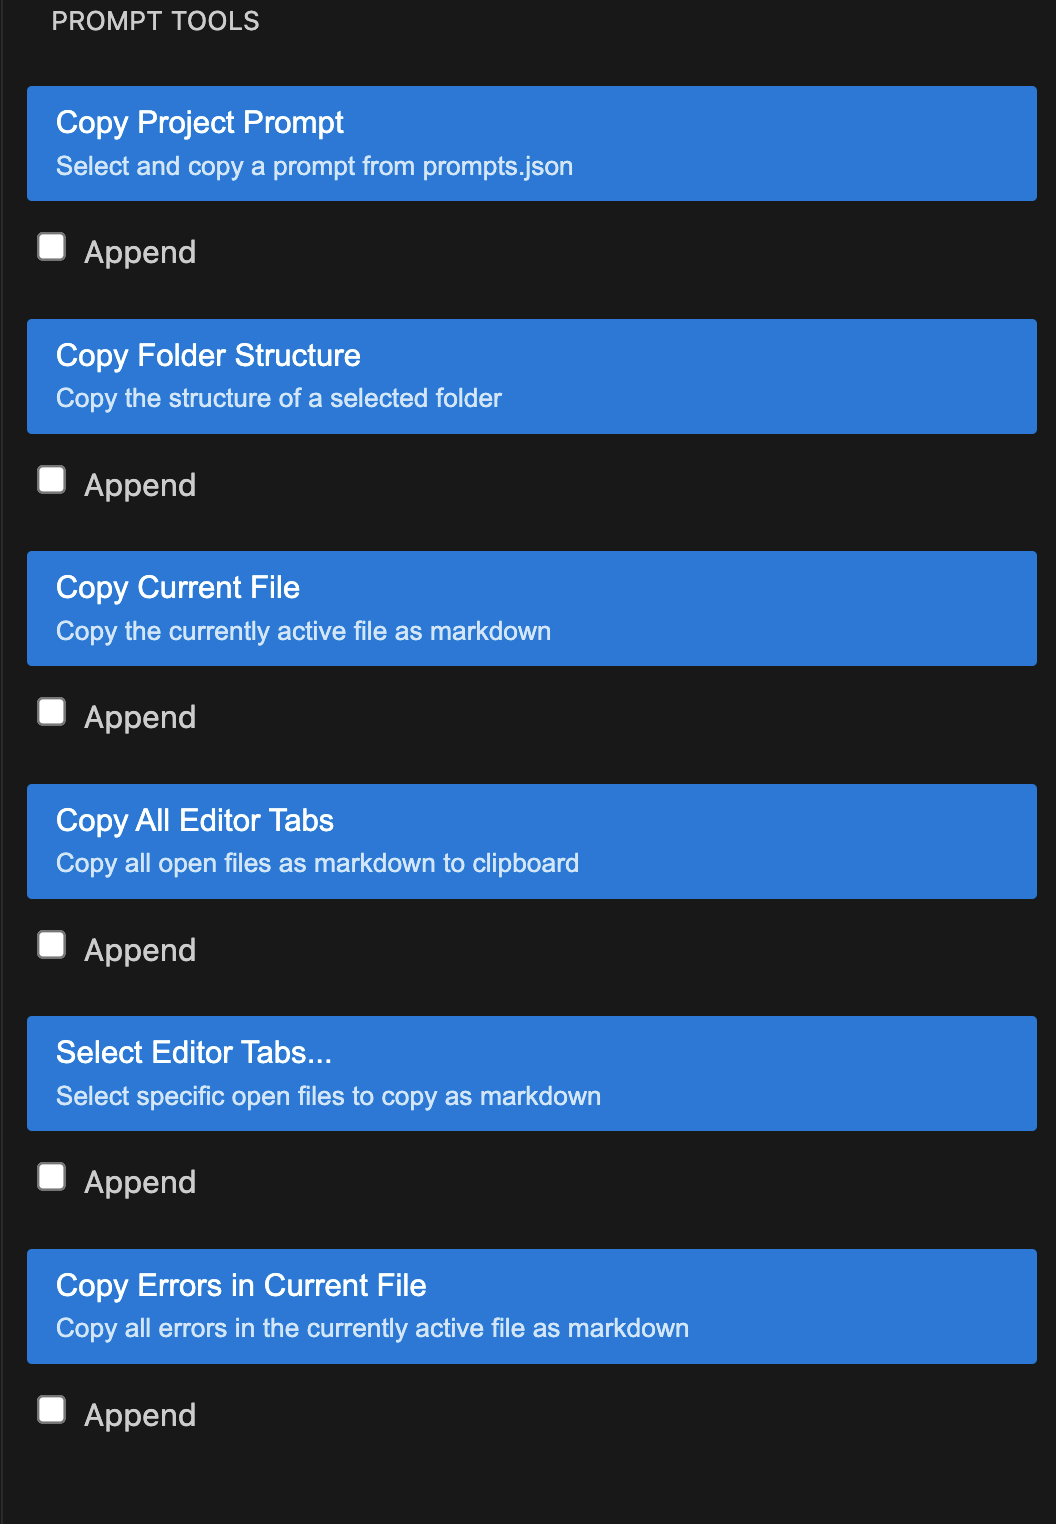 PROMPT TOOLS
Copy Project Prompt
Select and copy a prompt from prompts.json
Append
Copy Folder Structure
Copy the structure of a selected folder
Append
Copy Current File
Copy the currently active file as markdown
Append
Copy All Editor Tabs
Copy all open files as markdown to clipboard
Append
Select Editor Tabs...
Select specific open files to copy as markdown
Append
Copy Errors in Current File
Copy all errors in the currently active file as markdown
Append